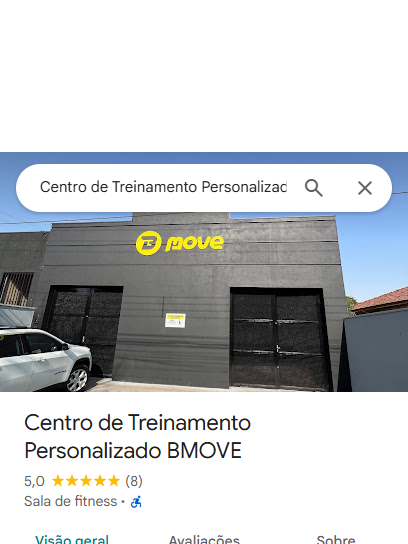 Centro de Treinamento Personalizad
B move
Centro de Treinamento
Personalizado BMOVE
5,0 (8)
Sala de fitness ·
Visão geral Avaliações Sobre